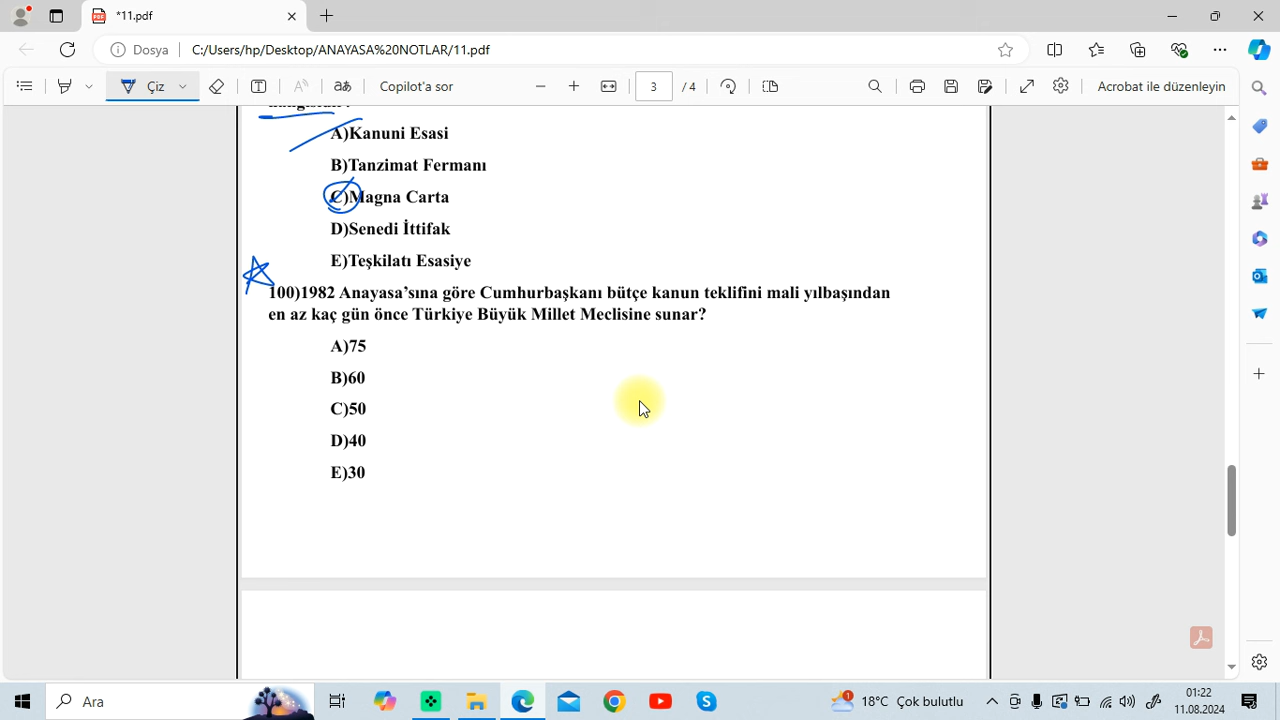 *11.pdf
Dosya
C:/Users/hp/Desktop/ANAYASA%20NOTLAR/11.pdf
Çiz
Copilot'a sor
3
/ 4
Acrobat ile düzenleyin
A)Kanuni Esasi
B)Tanzimat Fermanı
C)Magna Carta
D)Senedi İttifak
E)Teşkilatı Esasiye
100)1982 Anayasa’sına göre Cumhurbaşkanı bütçe kanun teklifini mali yılbaşından
en az kaç gün önce Türkiye Büyük Millet Meclisine sunar?
A)75
B)60
C)50
D)40
E)30
Ara
1
18°C Çok bulutlu
01:22
11.08.2024